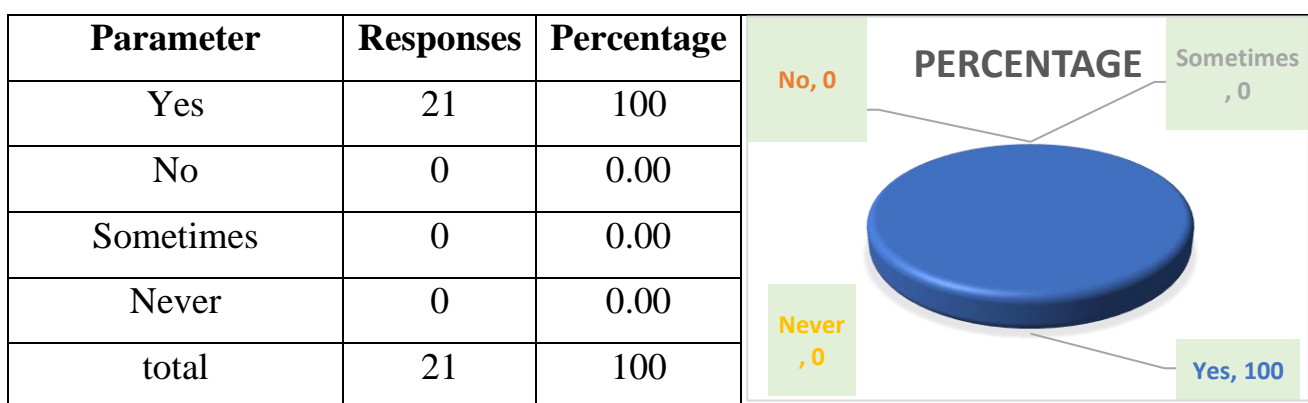 Parameter Responses Percentage
Yes 21 100
No 0 0.00
Sometimes 0 0.00
Never 0 0.00
total 21 100
PERCENTAGE
No, 0
Sometimes
, 0
Never
, 0
Yes, 100